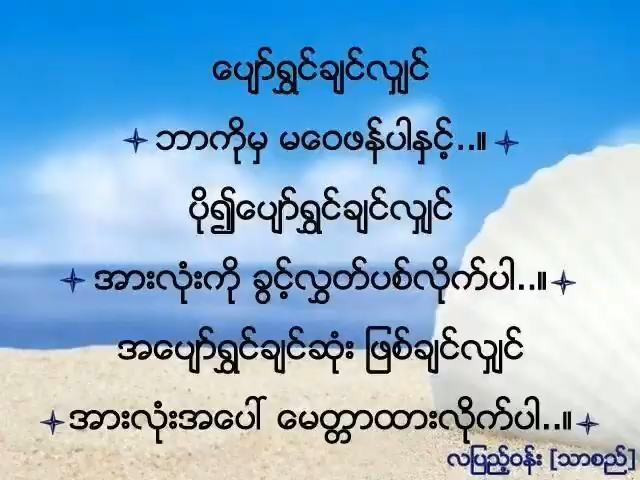 ပျော်ရွှင်ချင်လျှင်
ဘာကိုမှ မဝေဖန်ပါနှင့်..။
ပို၍ပျော်ရွှင်ချင်လျှင်
အားလုံးကို ခွင့်လွှတ်ပစ်လိုက်ပါ..။
အပျော်ရွှင်ချင်ဆုံး ဖြစ်ချင်လျှင်
အားလုံးအပေါ် မေတ္တာထားလိုက်ပါ..။
လပြည့်ဝန်း [သာစည်]